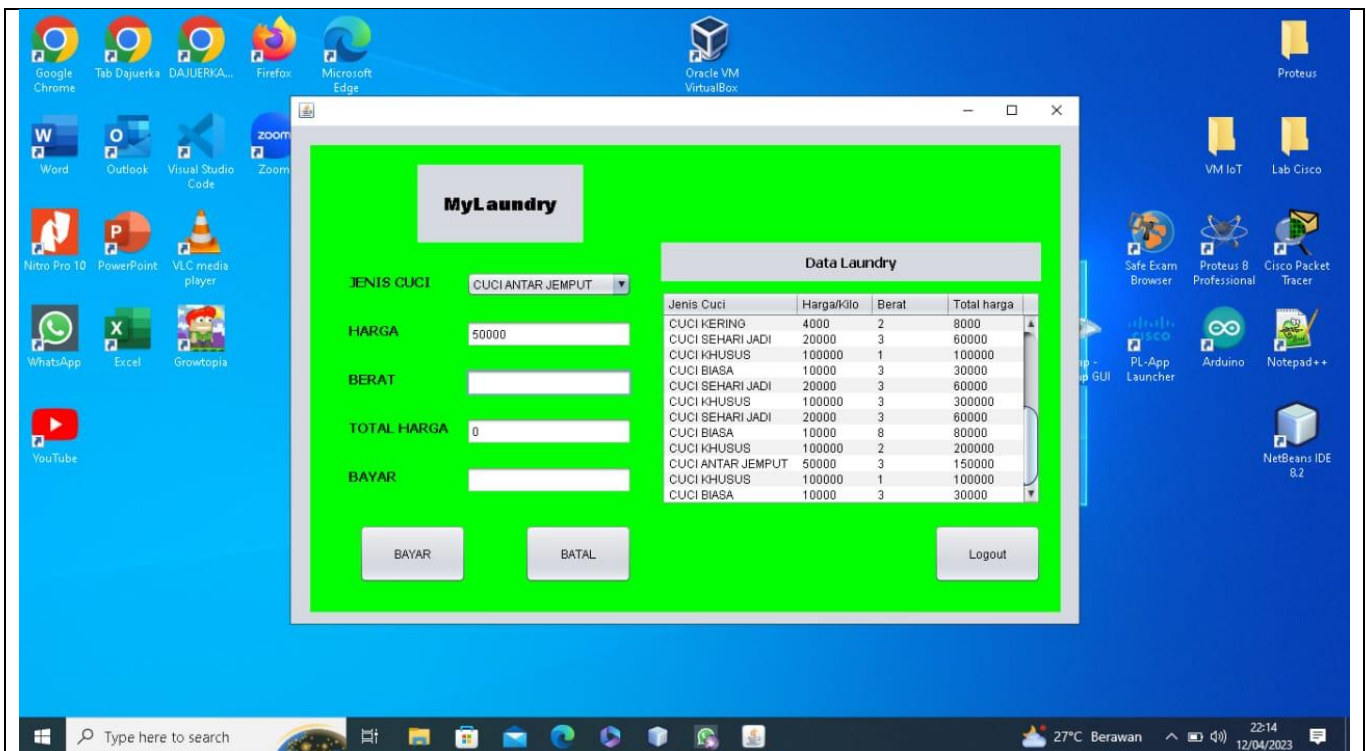 Google Chrome
Tab Dajuerka
DAJUERKA...
Firefox
Microsoft Edge
Oracle VM VirtualBox
Proteus
Word
Outlook
Visual Studio Code
Zoom
VM IoT
Lab Cisco
Nitro Pro 10
PowerPoint
VLC media player
Safe Exam Browser
Proteus 8 Professional
Cisco Packet Tracer
WhatsApp
Excel
Growtopia
PL-App Launcher
Arduino
Notepad++
YouTube
NetBeans IDE 8.2
zoom
CISCO
GUI
MyLaundry
JENIS CUCI CUCI ANTAR JEMPUT
HARGA 50000
BERAT
TOTAL HARGA 0
BAYAR
BAYAR BATAL
Data Laundry
Jenis Cuci Harga/Kilo Berat Total harga
CUCI KERING 4000 2 8000
CUCI SEHARI JADI 20000 3 60000
CUCI KHUSUS 100000 1 100000
CUCI BIASA 10000 3 30000
CUCI SEHARI JADI 20000 3 60000
CUCI KHUSUS 100000 3 300000
CUCI SEHARI JADI 20000 3 60000
CUCI BIASA 10000 8 80000
CUCI KHUSUS 100000 2 200000
CUCI ANTAR JEMPUT 50000 3 150000
CUCI KHUSUS 100000 1 100000
CUCI BIASA 10000 3 30000
Logout
Type here to search
27°C Berawan
22:14
12/04/2023